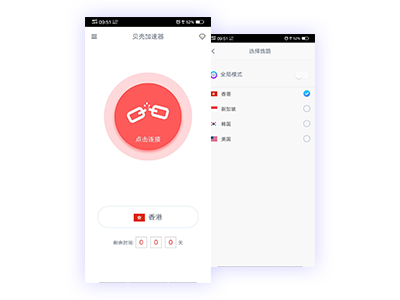 09:51
52%
贝壳加速器
点击连接
香港
剩余时间: 0 0 0 天
09:51
52%
选择线路
全局模式
香港
新加坡
韩国
美国